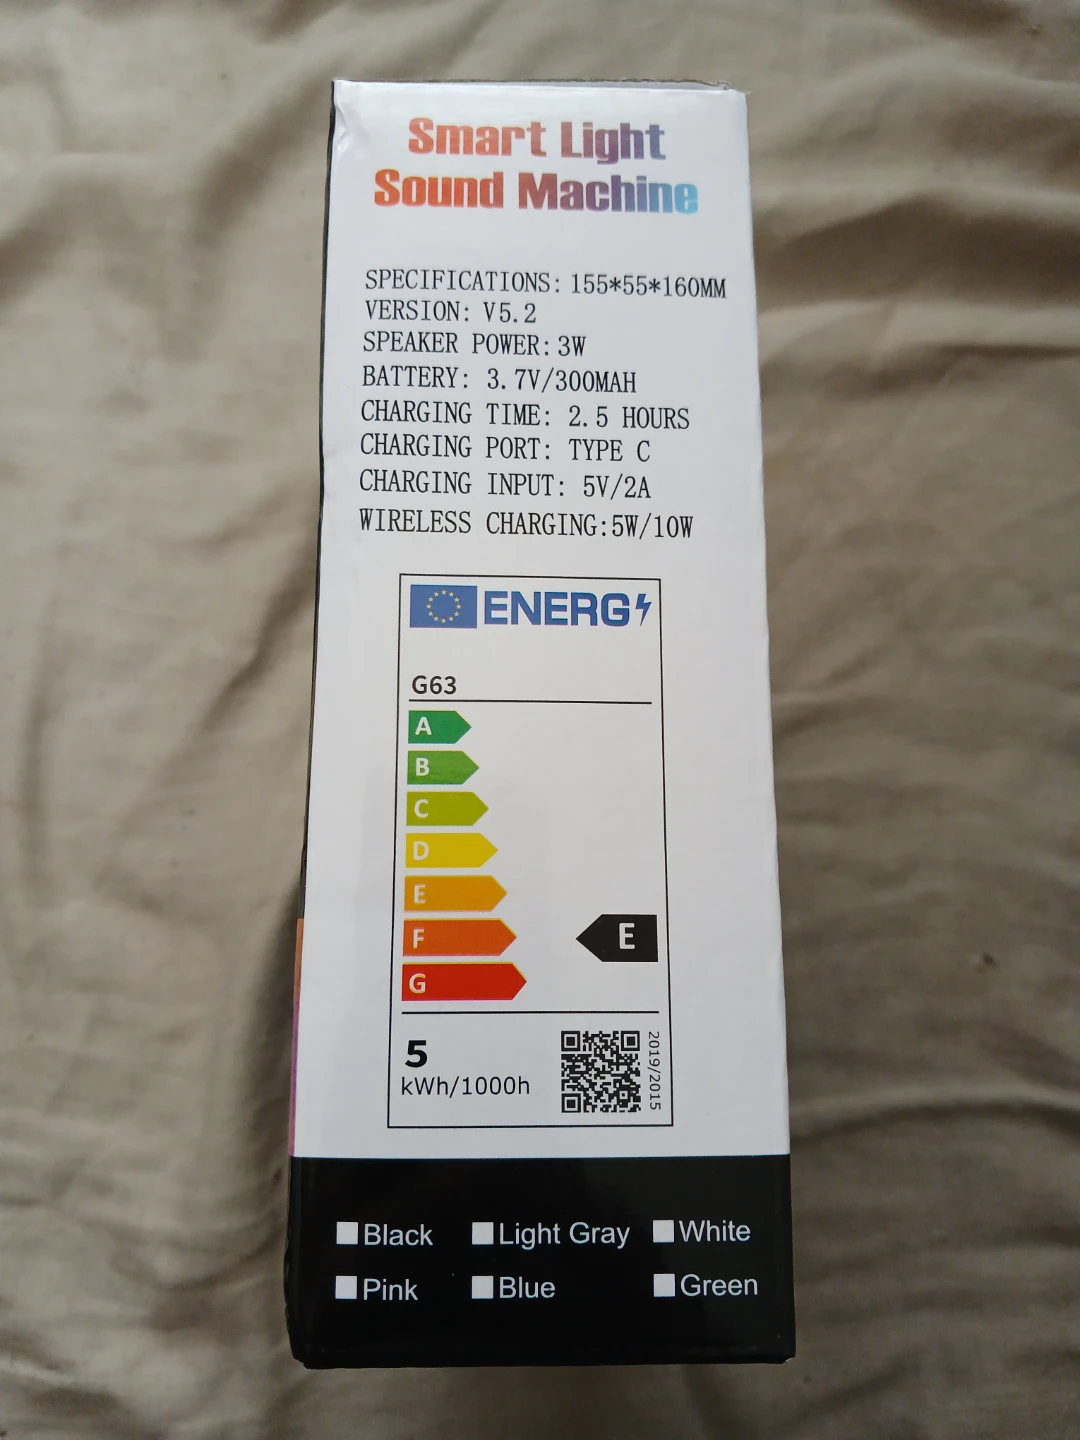 Smart Light
Sound Machine
SPECIFICATIONS: 155*55*160MM
VERSION: V5.2
SPEAKER POWER: 3W
BATTERY: 3.7V/300MAH
CHARGING TIME: 2.5 HOURS
CHARGING PORT: TYPE C
CHARGING INPUT: 5V/2A
WIRELESS CHARGING:5W/10W
ENERG
G63
A
B
C
D
E
F
E
G
5
kWh/1000h
2019/2015
Black Light Gray White
Pink Blue Green